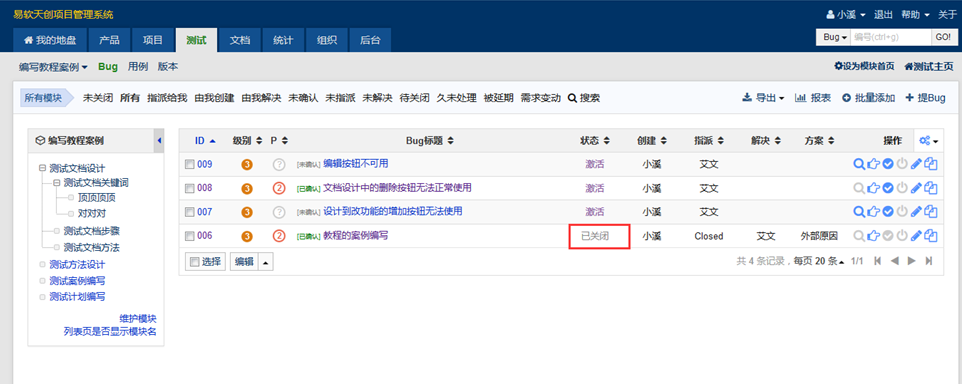 易软天创项目管理系统
小溪 退出 帮助 关于
我的地盘 产品 项目 测试 文档 统计 组织 后台
Bug 编号(ctrl+g) GO!
编写教程案例 Bug 用例 版本
设为模块首页 测试主页
所有模块 未关闭 所有 指派给我 由我创建 由我解决 未确认 未指派 未解决 待关闭 久未处理 被延期 需求变动 搜索
导出 报表 批量添加 提Bug
编写教程案例
测试文档设计
测试文档关键词
顶顶顶顶
对对对
测试文档步骤
测试文档方法
测试方法设计
测试案例编写
测试计划编写
维护模块
列表页是否显示模块名
ID 级别 P Bug标题 状态 创建 指派 解决 方案 操作
009 3 ? [未确认] 编辑按钮不可用 激活 小溪 艾文
008 3 2 [已确认] 文档设计中的删除按钮无法正常使用 激活 小溪 艾文
007 3 ? [未确认] 设计到改功能的增加按钮无法使用 激活 小溪 艾文
006 3 2 [已确认] 教程的案例编写 已关闭 小溪 Closed 艾文 外部原因
选择 编辑
共 4 条记录，每页 20 条 1/1